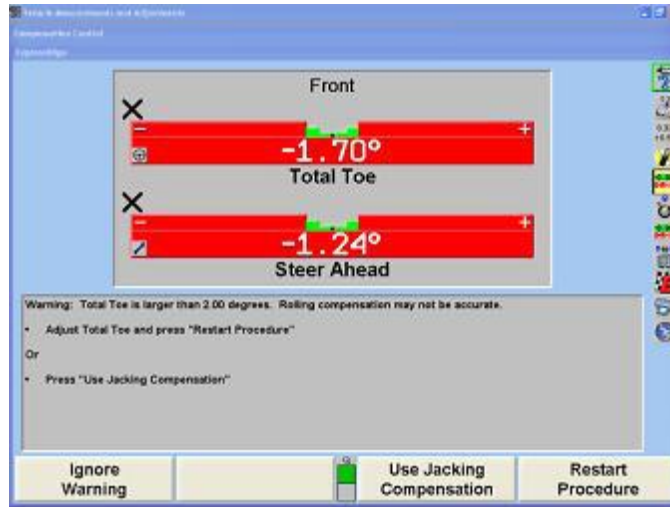 Compensation Control
Front
-1.70°
Total Toe
-1.24°
Steer Ahead
Warning: Total Toe is larger than 2.00 degrees. Rolling compensation may not be accurate.
• Adjust Total Toe and press "Restart Procedure"
Or
• Press "Use Jacking Compensation"
Ignore
Warning
Use Jacking
Compensation
Restart
Procedure